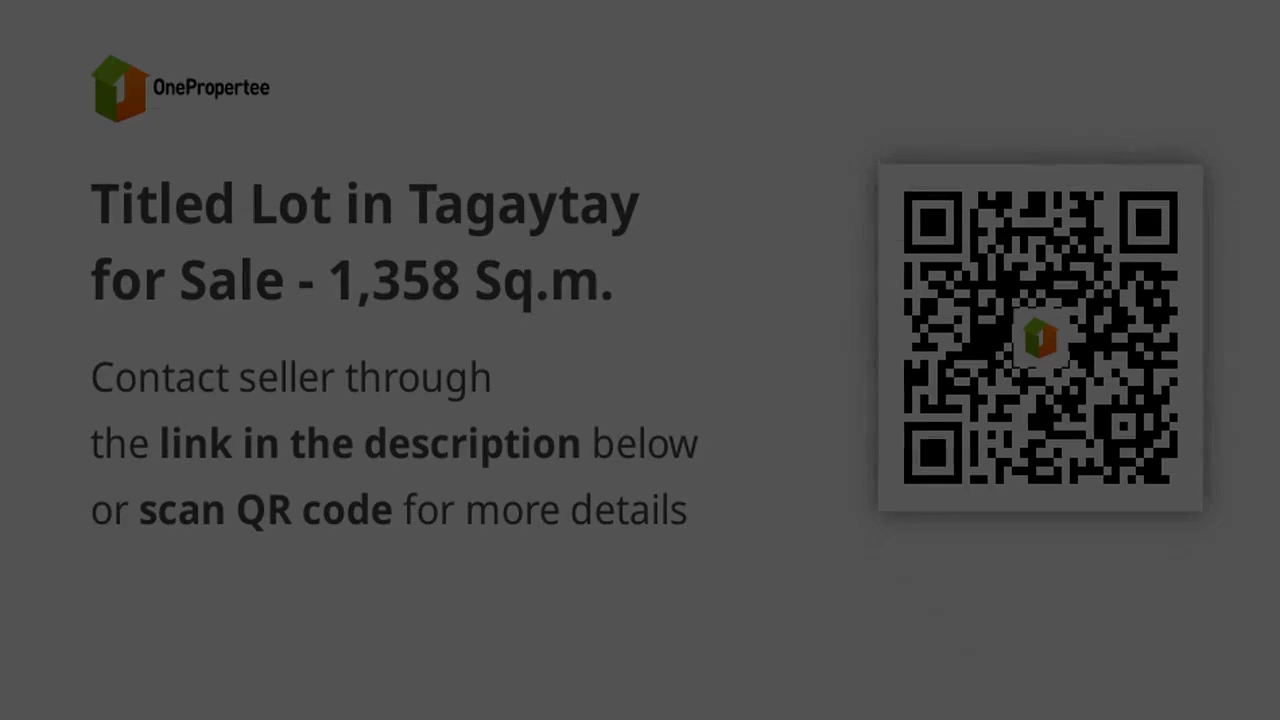 OnePropertee
Titled Lot in Tagaytay
for Sale - 1,358 Sq.m.
Contact seller through
the link in the description below
or scan QR code for more details